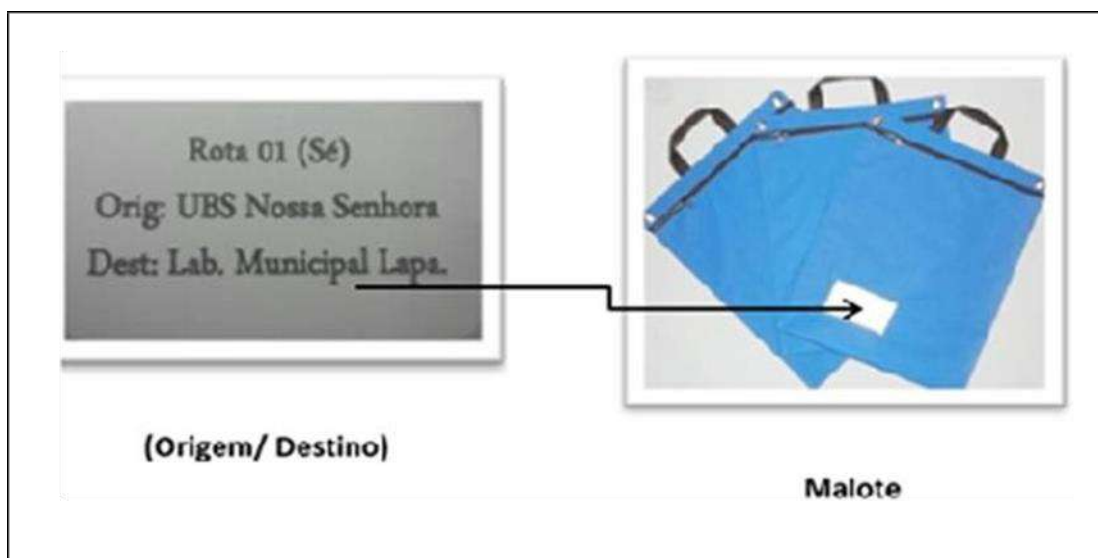 Rota 01 (Sé)
Orig: UBS Nossa Senhora
Dest: Lab. Municipal Lapa.
(Origem/ Destino)
Malote